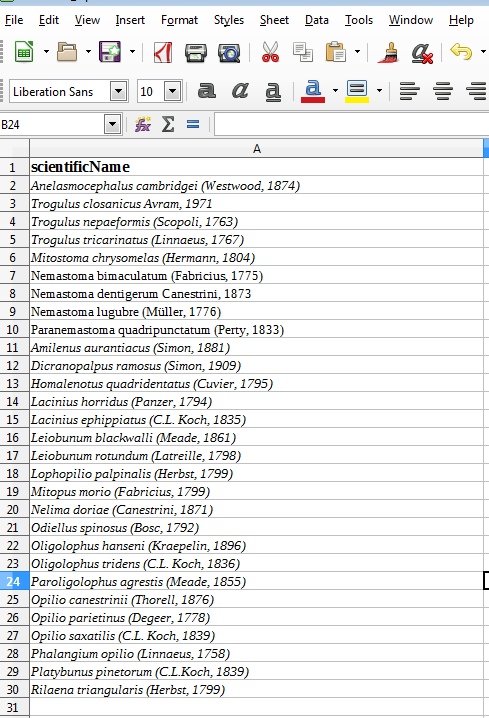 File Edit View Insert Format Styles Sheet Data Tools Window Help
Liberation Sans 10 a a a a
B24
A
1 scientificName
2 Anelasmocephalus cambridgei (Westwood, 1874)
3 Trogulus closanicus Avram, 1971
4 Trogulus nepaeformis (Scopoli, 1763)
5 Trogulus tricarinatus (Linnaeus, 1767)
6 Mitostoma chrysomelas (Hermann, 1804)
7 Nemastoma bimaculatum (Fabricius, 1775)
8 Nemastoma dentigerum Canestrini, 1873
9 Nemastoma lugubre (Müller, 1776)
10 Paranemastoma quadripunctatum (Perty, 1833)
11 Amilenus aurantiacus (Simon, 1881)
12 Dicranopalpus ramosus (Simon, 1909)
13 Homalenotus quadridentatus (Cuvier, 1795)
14 Lacinius horridus (Panzer, 1794)
15 Lacinius ephippiatus (C.L. Koch, 1835)
16 Leiobunum blackwalli (Meade, 1861)
17 Leiobunum rotundum (Latreille, 1798)
18 Lophopilio palpinalis (Herbst, 1799)
19 Mitopus morio (Fabricius, 1799)
20 Nelima doriae (Canestrini, 1871)
21 Odiellus spinosus (Bosc, 1792)
22 Oligolophus hanseni (Kraepelin, 1896)
23 Oligolophus tridens (C.L. Koch, 1836)
24 Paroligolophus agrestis (Meade, 1855)
25 Opilio canestrinii (Thorell, 1876)
26 Opilio parietinus (Degeer, 1778)
27 Opilio saxatilis (C.L. Koch, 1839)
28 Phalangium opilio (Linnaeus, 1758)
29 Platybunus pinetorum (C.L.Koch, 1839)
30 Rilaena triangularis (Herbst, 1799)
31